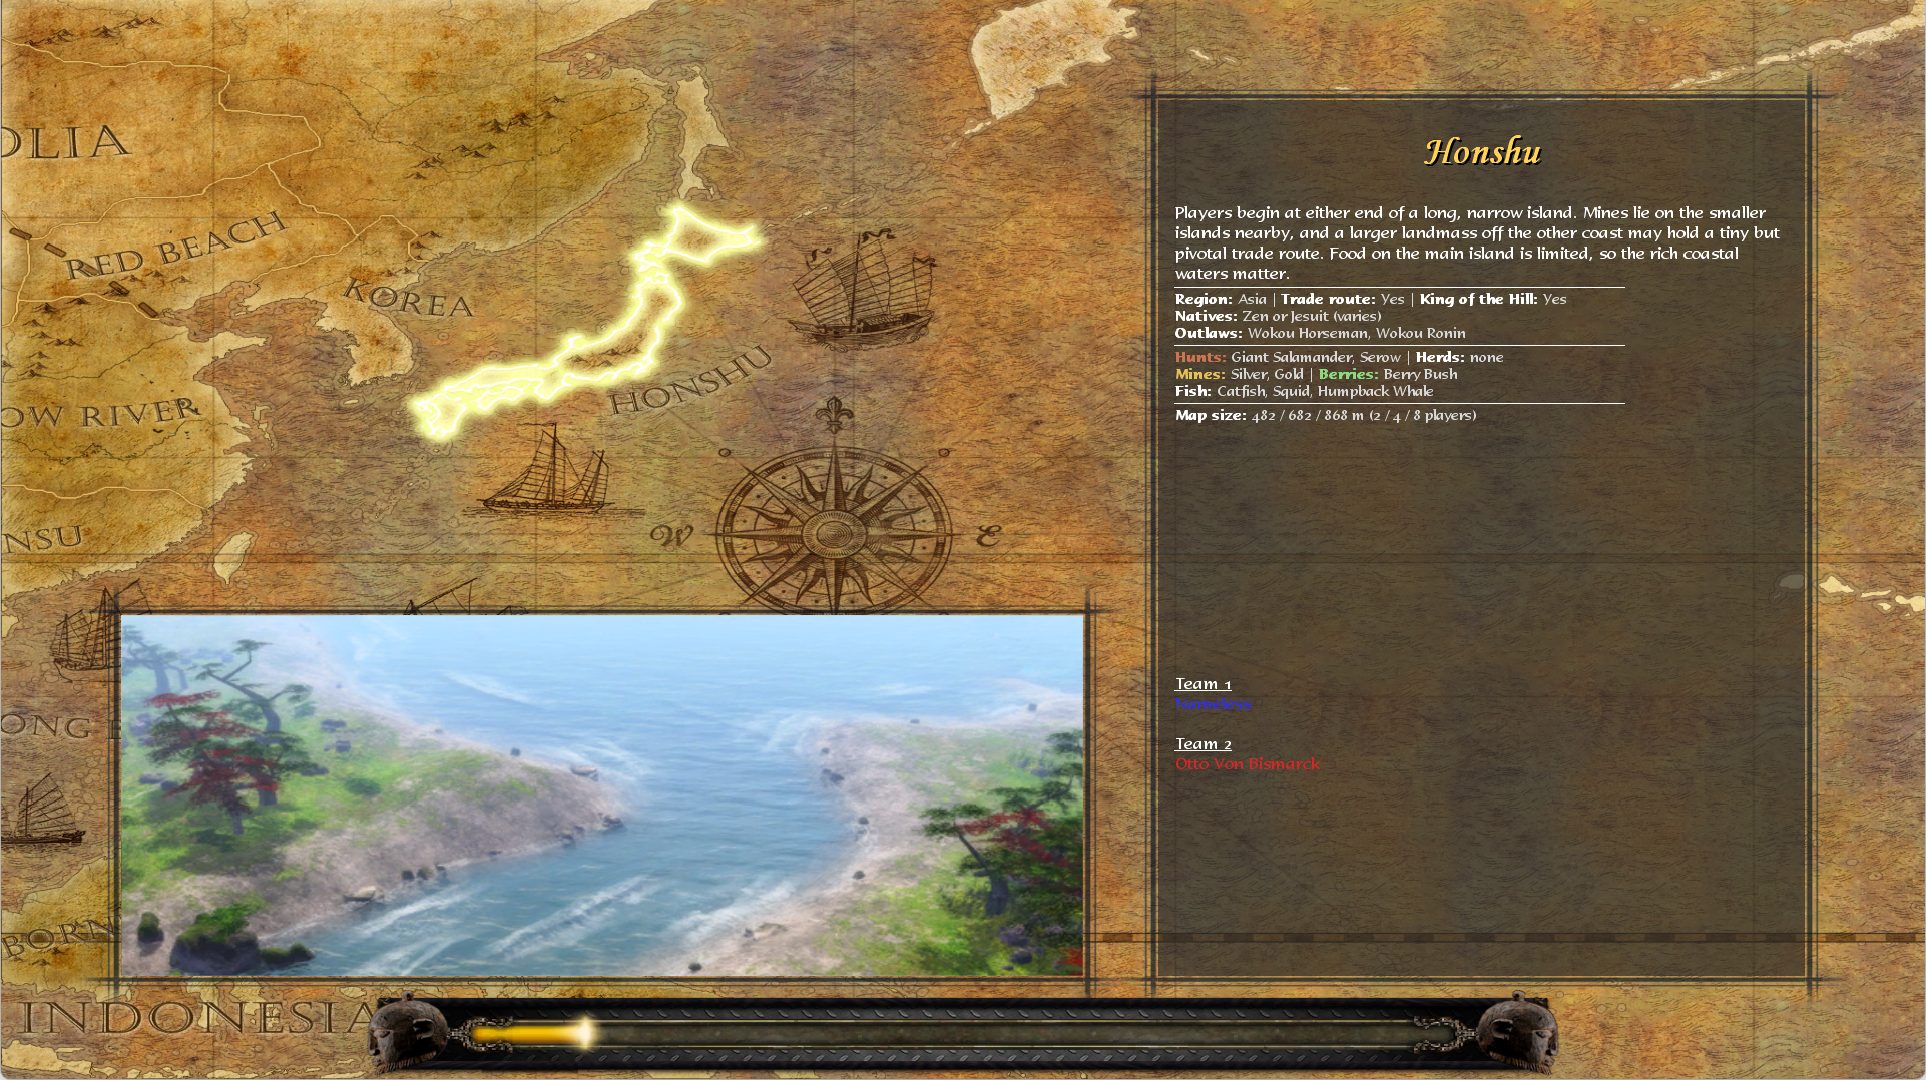 OLIA
RED BEACH
KOREA
HONSHU
OW RIVER
NSU
W
E
ONG
BORN
INDONESIA
Honshu
Players begin at either end of a long, narrow island. Mines lie on the smaller
islands nearby, and a larger landmass off the other coast may hold a tiny but
pivotal trade route. Food on the main island is limited, so the rich coastal
waters matter.
Region: Asia | Trade route: Yes | King of the Hill: Yes
Natives: Zen or Jesuit (varies)
Outlaws: Wokou Horseman, Wokou Ronin
Hunts: Giant Salamander, Serow | Herds: none
Mines: Silver, Gold | Berries: Berry Bush
Fish: Catfish, Squid, Humpback Whale
Map size: 482 / 682 / 868 m (2 / 4 / 8 players)
Team 1
Nameless
Team 2
Otto Von Bismarck